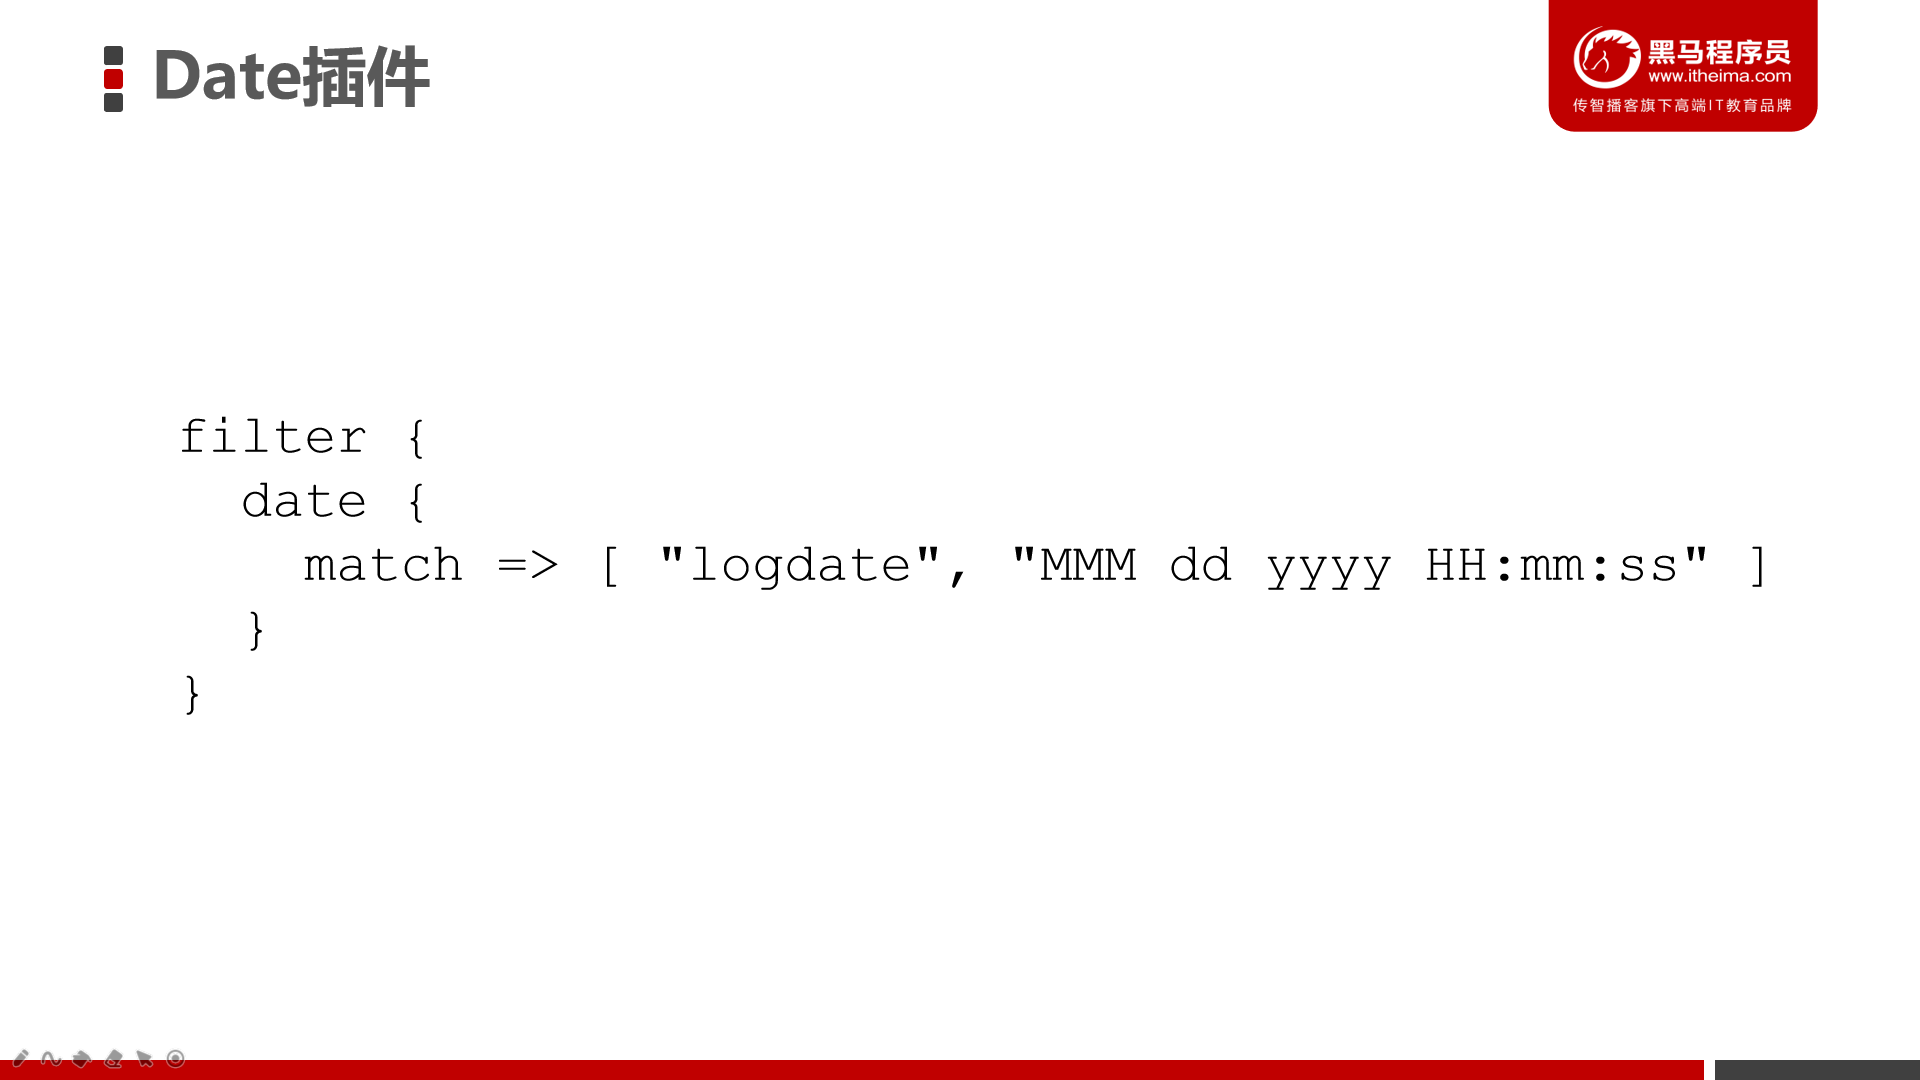 Date插件
黑马程序员
www.itheima.com
传智播客旗下高端IT教育品牌
filter {
  date {
    match => [ "logdate", "MMM dd yyyy HH:mm:ss" ]
  }
}